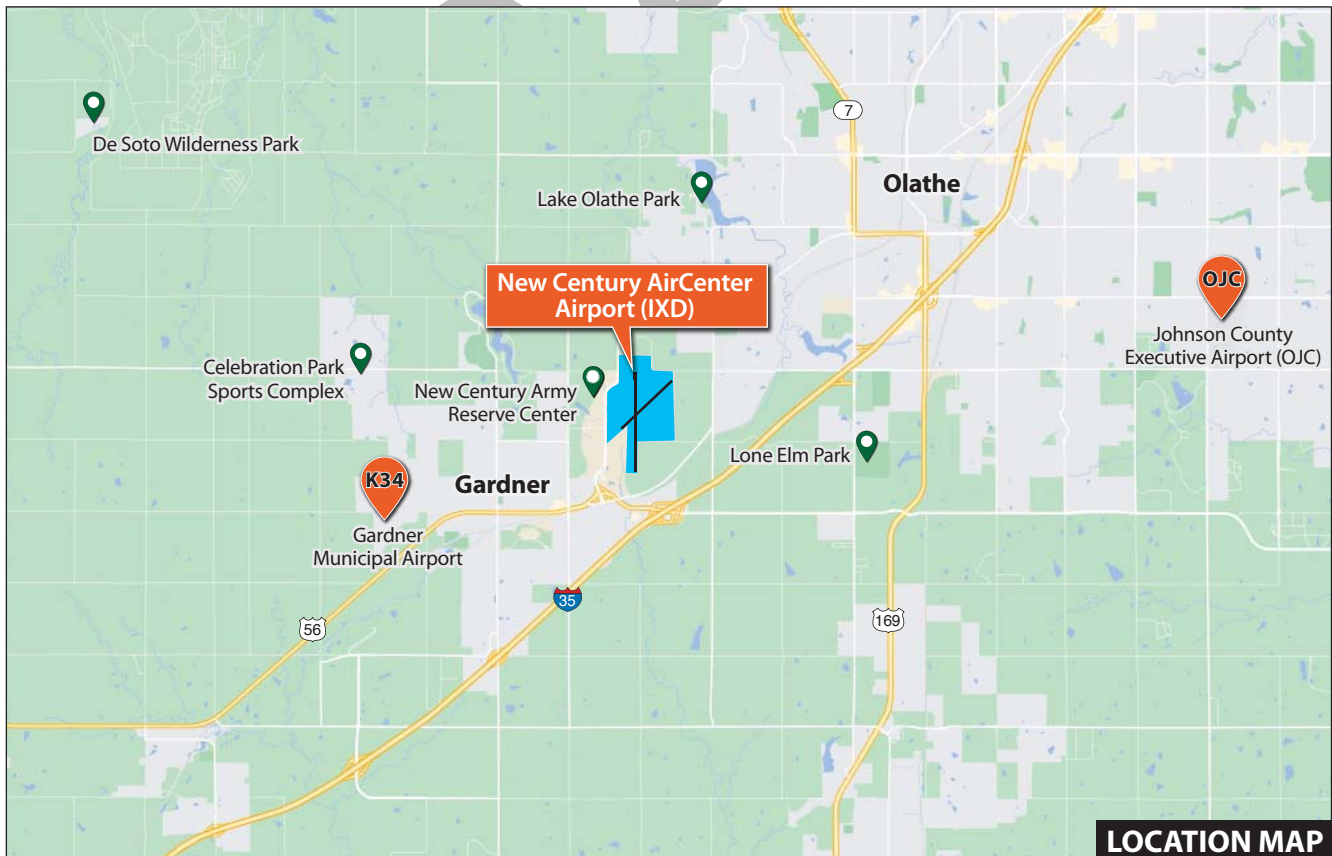 7
De Soto Wilderness Park
Olathe
Lake Olathe Park
New Century AirCenter
Airport (IXD)
OJC
Johnson County
Executive Airport (OJC)
Celebration Park
Sports Complex
New Century Army
Reserve Center
Lone Elm Park
K34
Gardner
Gardner
Municipal Airport
35
56
169
LOCATION MAP